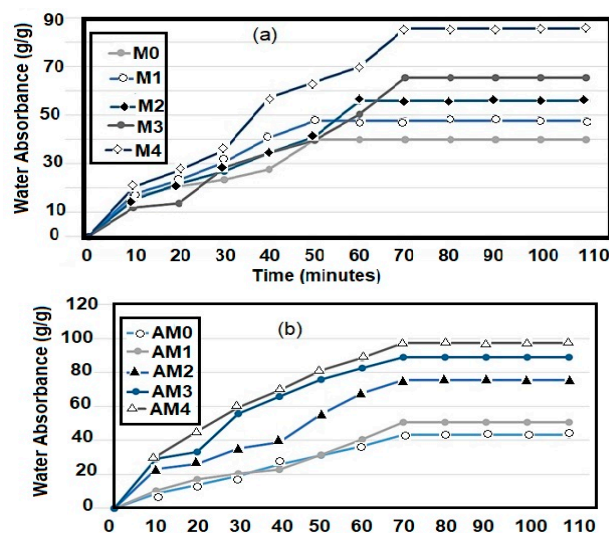 (a)
Water Absorbance (g/g)
90
70
50
30
10
0
M0
M1
M2
M3
M4
0 10 20 30 40 50 60 70 80 90 100 110
Time (minutes)
(b)
Water Absorbance (g/g)
120
100
80
60
40
20
0
AM0
AM1
AM2
AM3
AM4
0 10 20 30 40 50 60 70 80 90 100 110